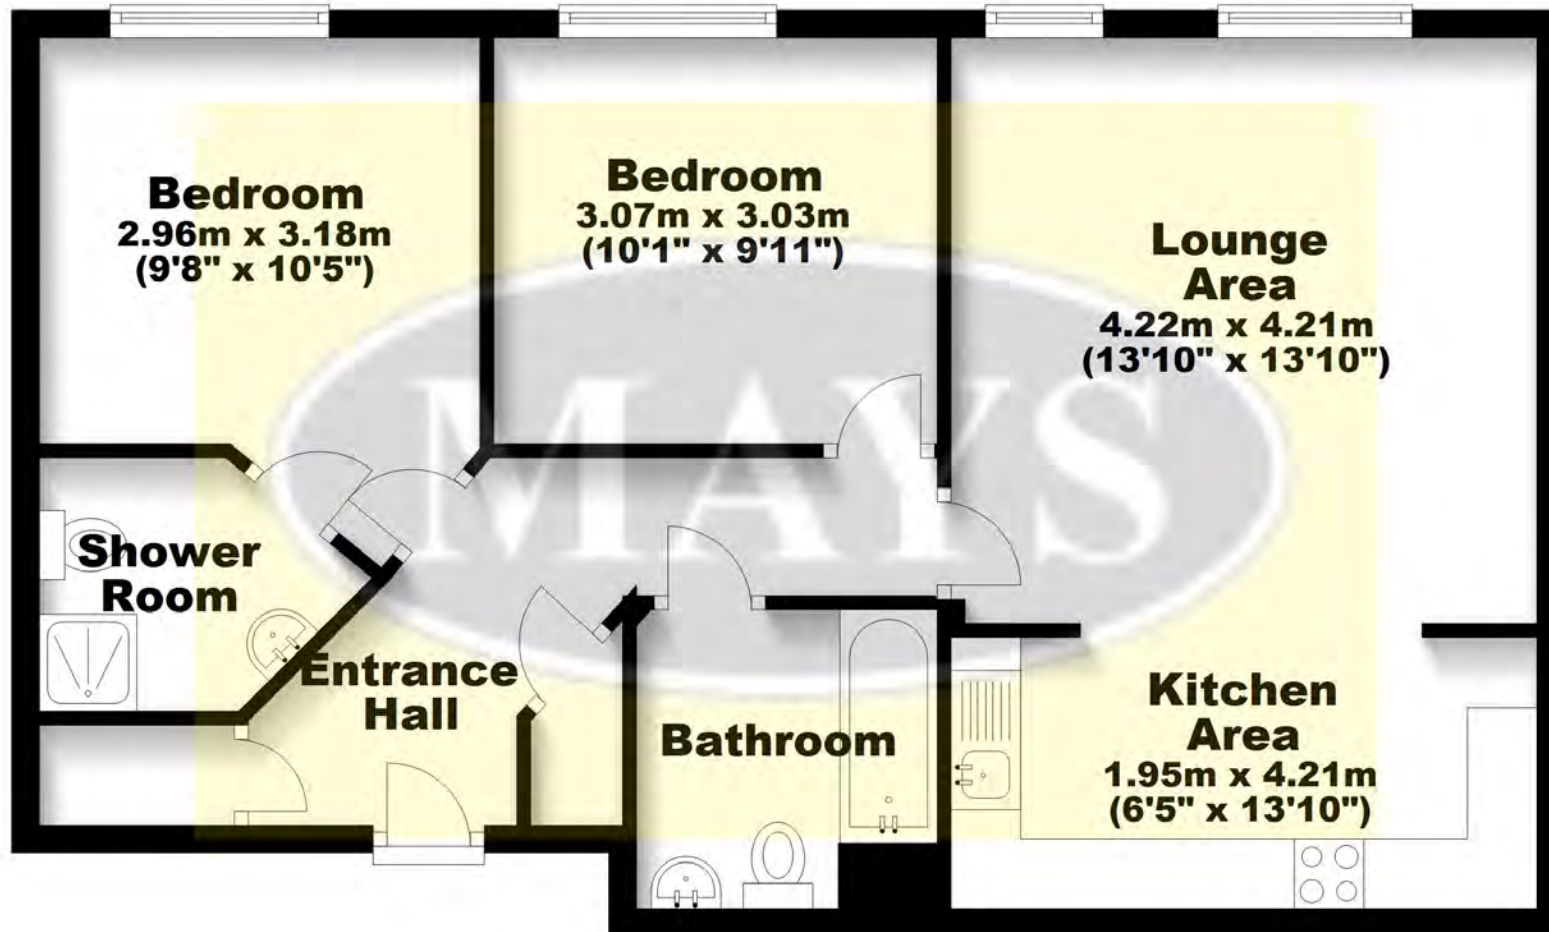 Bedroom
2.96m x 3.18m
(9'8" x 10'5")
Bedroom
3.07m x 3.03m
(10'1" x 9'11")
Lounge
Area
4.22m x 4.21m
(13'10" x 13'10")
MAYS
Shower
Room
Entrance
Hall
Bathroom
Kitchen
Area
1.95m x 4.21m
(6'5" x 13'10")